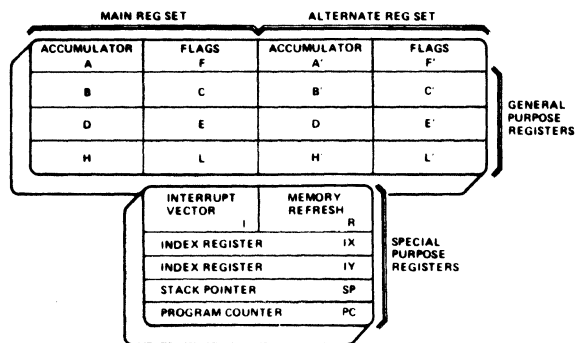 MAIN REG SET ALTERNATE REG SET
ACCUMULATOR FLAGS ACCUMULATOR FLAGS
A F A' F'
B C B' C'
D E D E'
H L H' L'
GENERAL
PURPOSE
REGISTERS
INTERRUPT MEMORY
VECTOR REFRESH
I R
INDEX REGISTER IX
INDEX REGISTER IY
STACK POINTER SP
PROGRAM COUNTER PC
SPECIAL
PURPOSE
REGISTERS